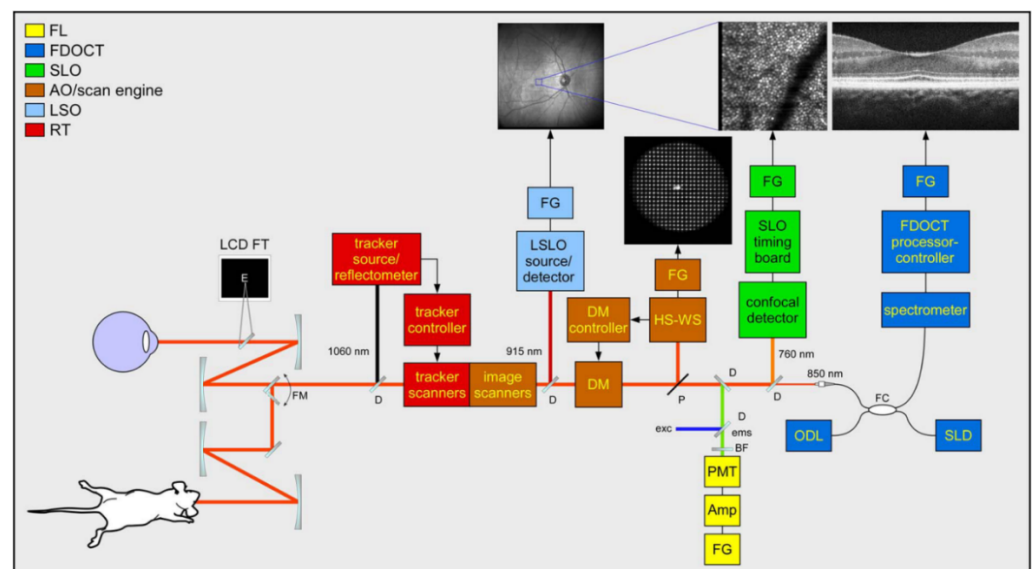 FL
FDOCT
SLO
AO/scan engine
LSO
RT
LCD FT
E
tracker
source/
reflectometer
tracker
controller
1060 nm
D
tracker
scanners
image
scanners
FM
FG
LSLO
source/
detector
915 nm
D
DM
controller
DM
FG
HS-WS
P
FG
SLO
timing
board
confocal
detector
760 nm
D
D
FG
FDOCT
processor-
controller
spectrometer
850 nm
FC
ODL
SLD
exc
D
ems
BF
PMT
Amp
FG